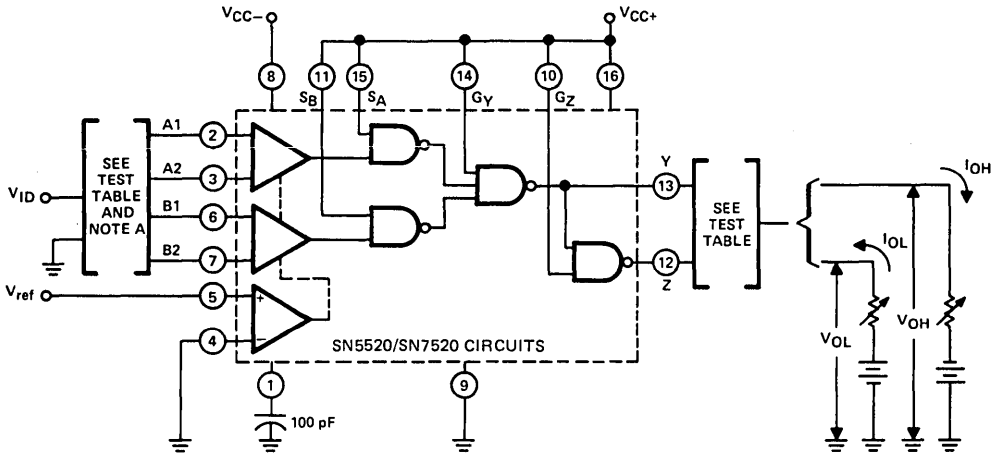 VCC−
VCC+
8
11
15
14
10
16
SB
SA
GY
GZ
A1
2
A2
3
B1
6
B2
7
SEE
TEST
TABLE
AND
NOTE A
VID
Vref
5
+
4
−
Y
13
12
Z
SEE
TEST
TABLE
IOH
IOL
VOL
VOH
SN5520/SN7520 CIRCUITS
1
9
100 pF